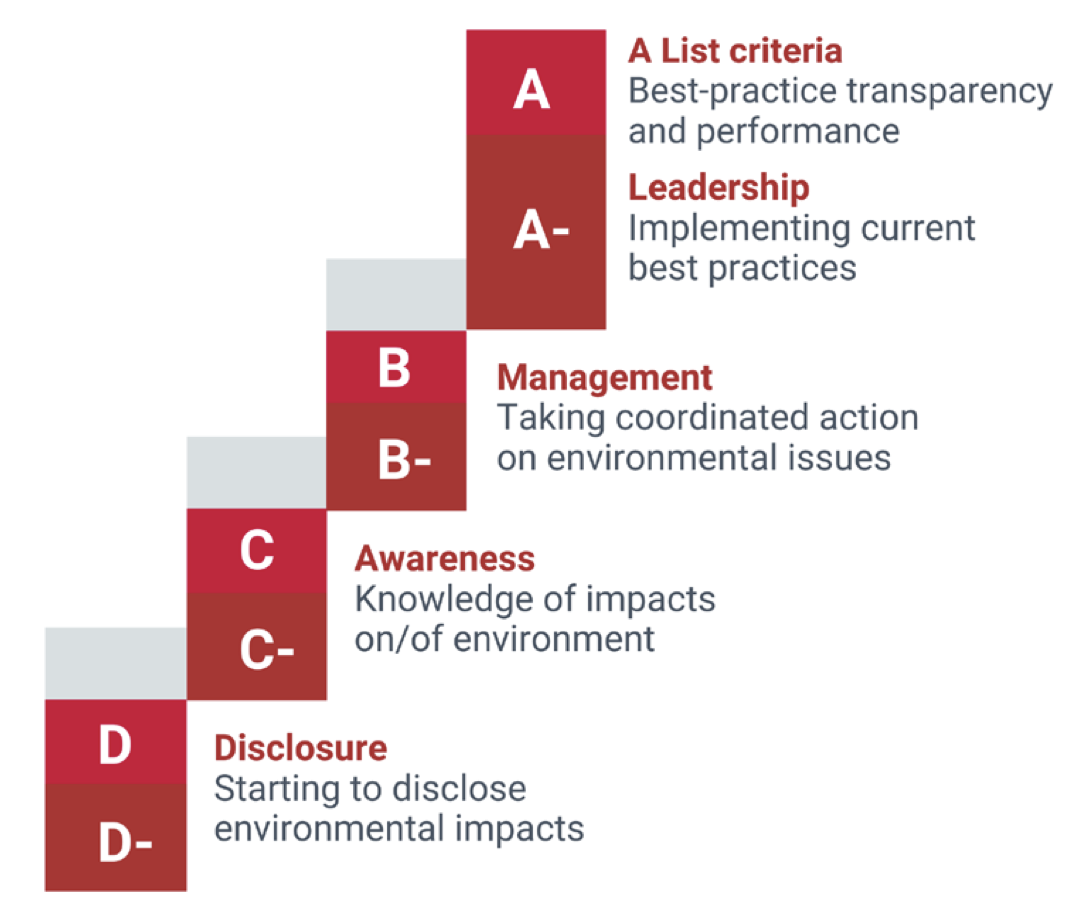 A
A List criteria
Best-practice transparency
and performance
A-
Leadership
Implementing current
best practices
B
B-
Management
Taking coordinated action
on environmental issues
C
C-
Awareness
Knowledge of impacts
on/of environment
D
D-
Disclosure
Starting to disclose
environmental impacts